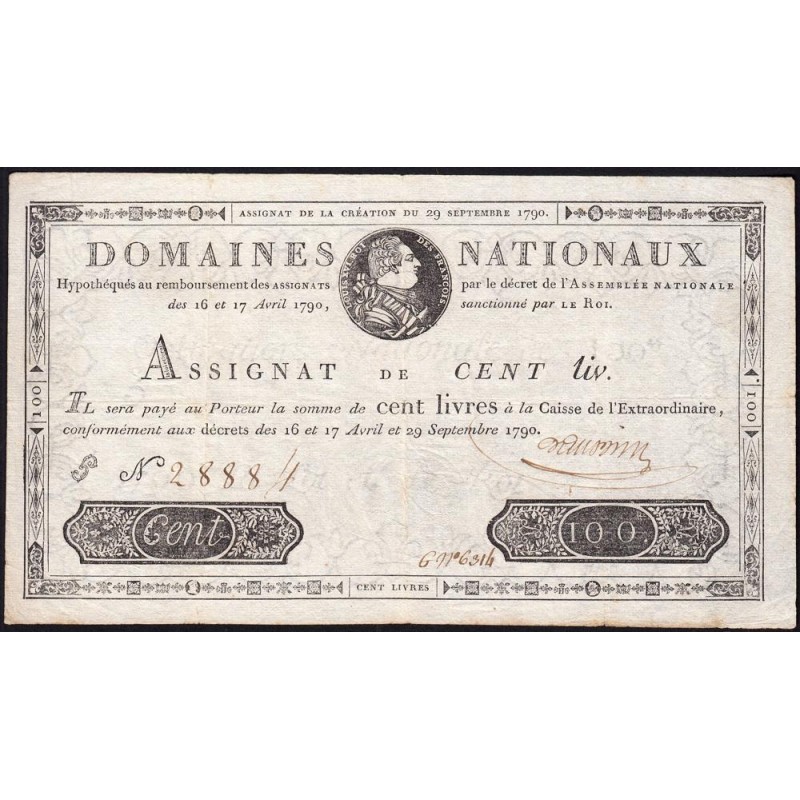 ASSIGNAT DE LA CRÉATION DU 29 SEPTEMBRE 1790.
DOMAINES NATIONAUX
LOUIS XVI ROI DES FRANÇOIS
Hypothéqués au remboursement des ASSIGNATS par le décret de l'ASSEMBLÉE NATIONALE
des 16 et 17 Avril 1790, sanctionné par LE ROI.
ASSIGNAT DE CENT liv.
IL sera payé au Porteur la somme de cent livres à la Caisse de l'Extraordinaire,
conformément aux décrets des 16 et 17 Avril et 29 Septembre 1790.
100
100
N 28884
Cent
100
G nº 6314
CENT LIVRES